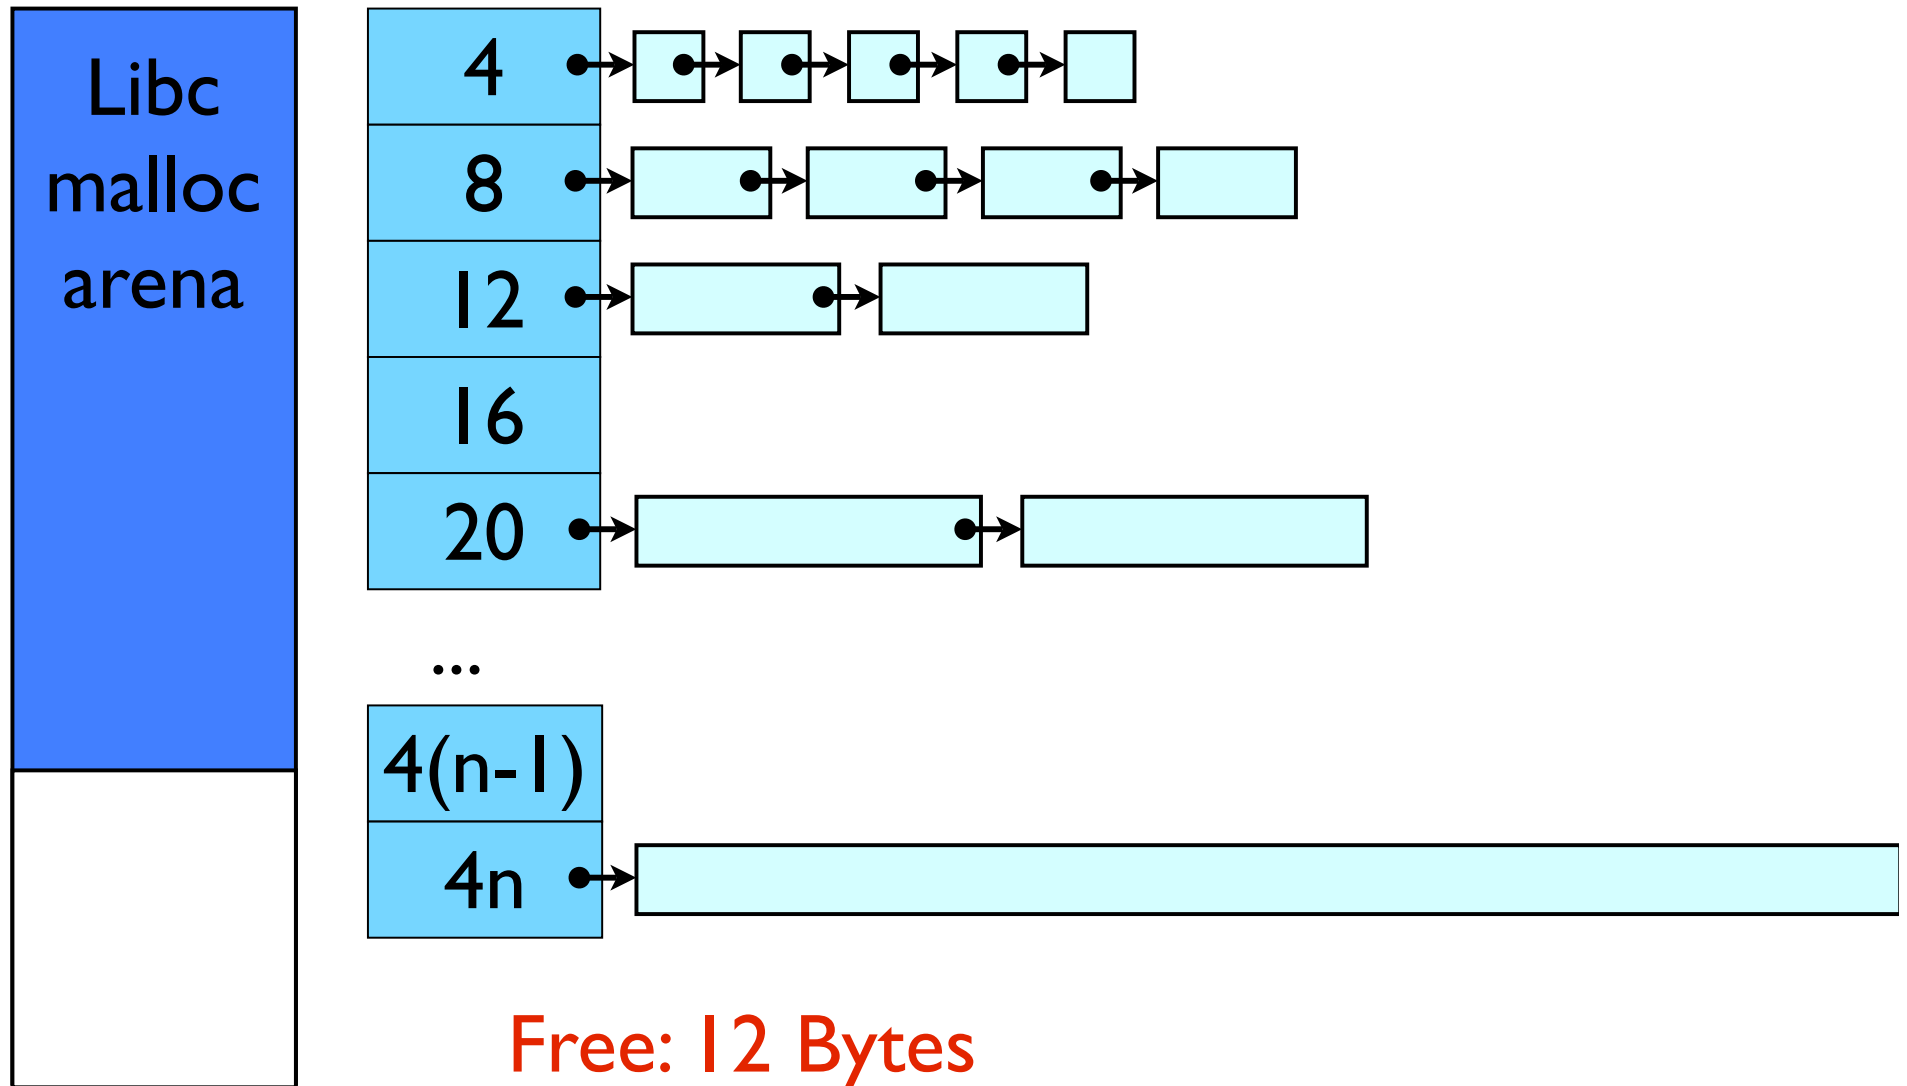 Libc
malloc
arena
4
8
12
16
20
...
4(n-1)
4n
Free: 12 Bytes